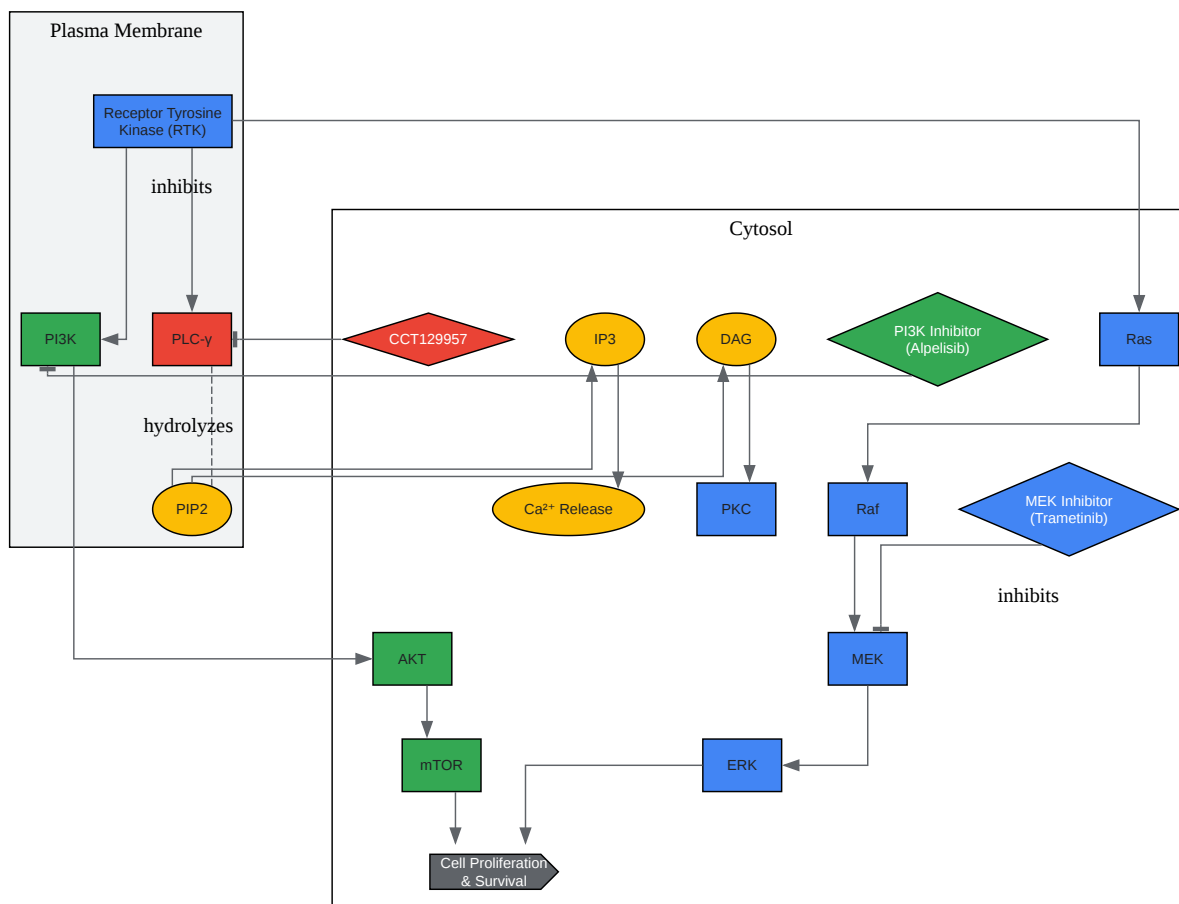 Plasma Membrane
Receptor Tyrosine
Kinase (RTK)
inhibits
Cytosol
PI3K
PLC-γ
CCT129957
IP3
DAG
PI3K Inhibitor
(Alpelisib)
Ras
hydrolyzes
PIP2
Ca²⁺ Release
PKC
Raf
MEK Inhibitor
(Trametinib)
inhibits
AKT
MEK
mTOR
ERK
Cell Proliferation
& Survival